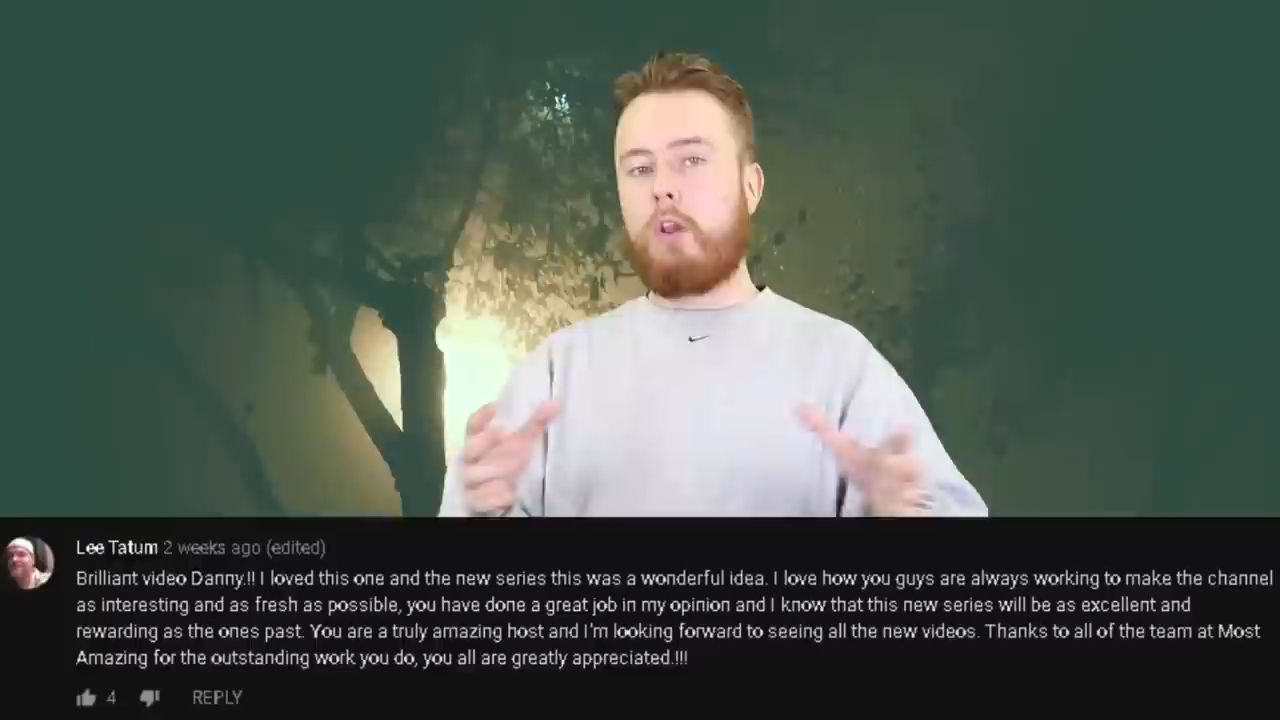 Lee Tatum 2 weeks ago (edited)
Brilliant video Danny.!! I loved this one and the new series this was a wonderful idea. I love how you guys are always working to make the channel
as interesting and as fresh as possible, you have done a great job in my opinion and I know that this new series will be as excellent and
rewarding as the ones past. You are a truly amazing host and I'm looking forward to seeing all the new videos. Thanks to all of the team at Most
Amazing for the outstanding work you do, you all are greatly appreciated.!!!
4 REPLY